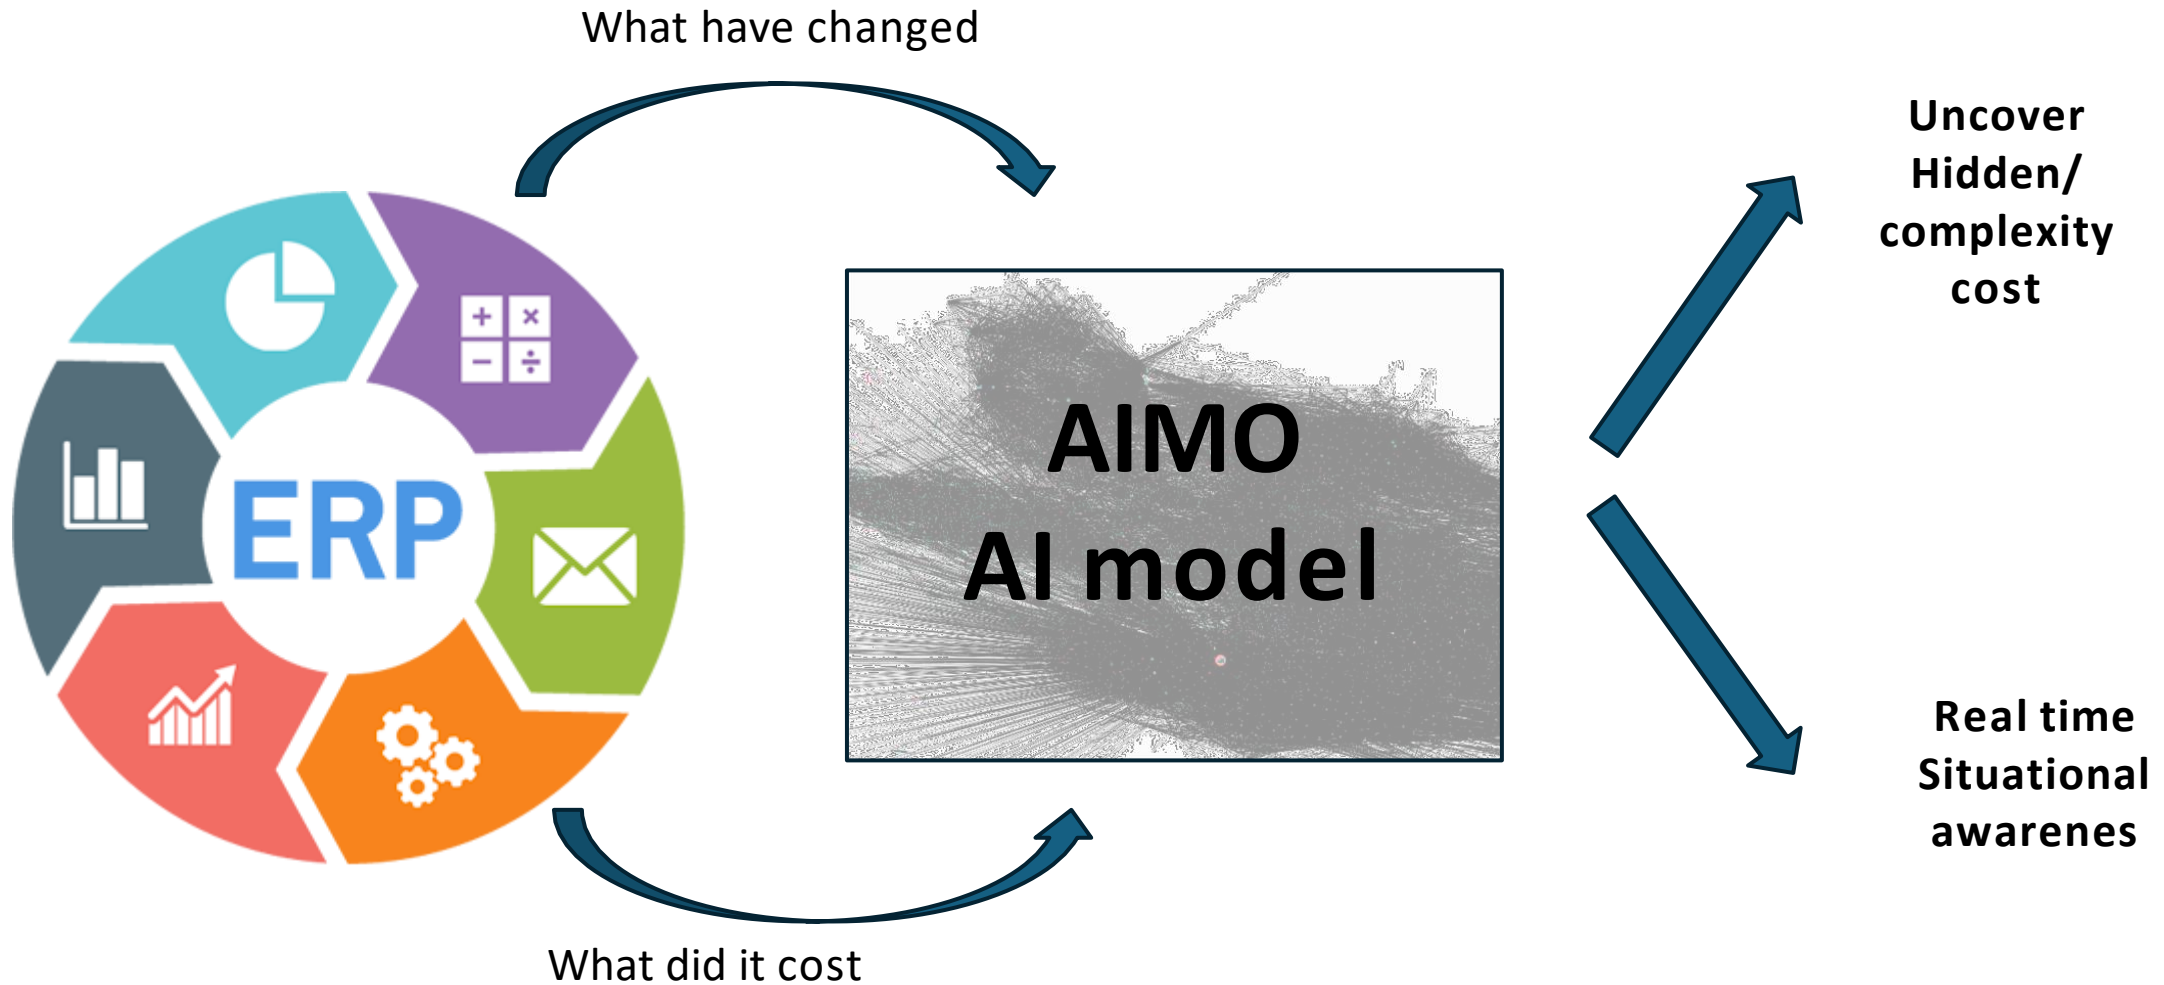 What have changed
ERP
What did it cost
AIMO
AI model
Uncover
Hidden/
complexity
cost
Real time
Situational
awarenes